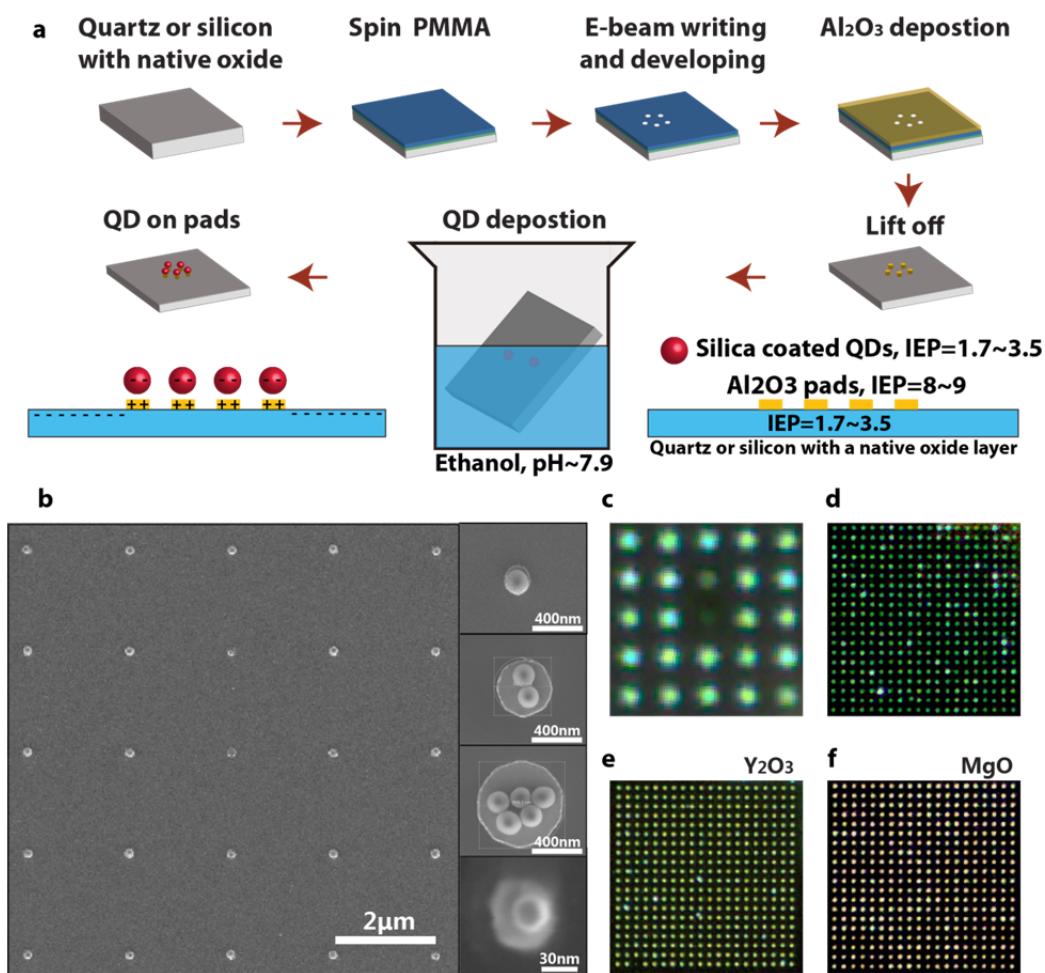 a
Quartz or silicon
with native oxide
Spin PMMA
E-beam writing
and developing
Al₂O₃ depostion
QD on pads
QD depostion
Lift off
Silica coated QDs, IEP=1.7~3.5
Al2O3 pads, IEP=8~9
- - - - - - - -
++ ++ ++ ++
IEP=1.7~3.5
Quartz or silicon with a native oxide layer
Ethanol, pH~7.9
b
c
d
400nm
400nm
400nm
2μm
30nm
e
Y₂O₃
f
MgO